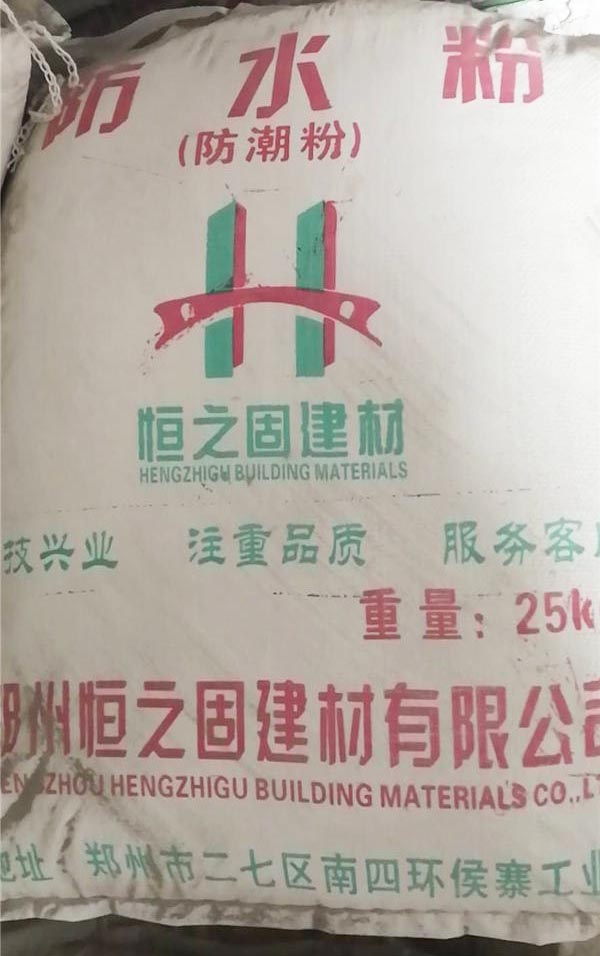 防水粉
(防潮粉)
恒之固建材
HENGZHIGU BUILDING MATERIALS
技兴业 注重品质 服务客
重量：25k
郑州恒之固建材有限公司
ENGZHOU HENGZHIGU BUILDING MATERIALS CO.,L
地址 郑州市二七区南四环侯寨工业